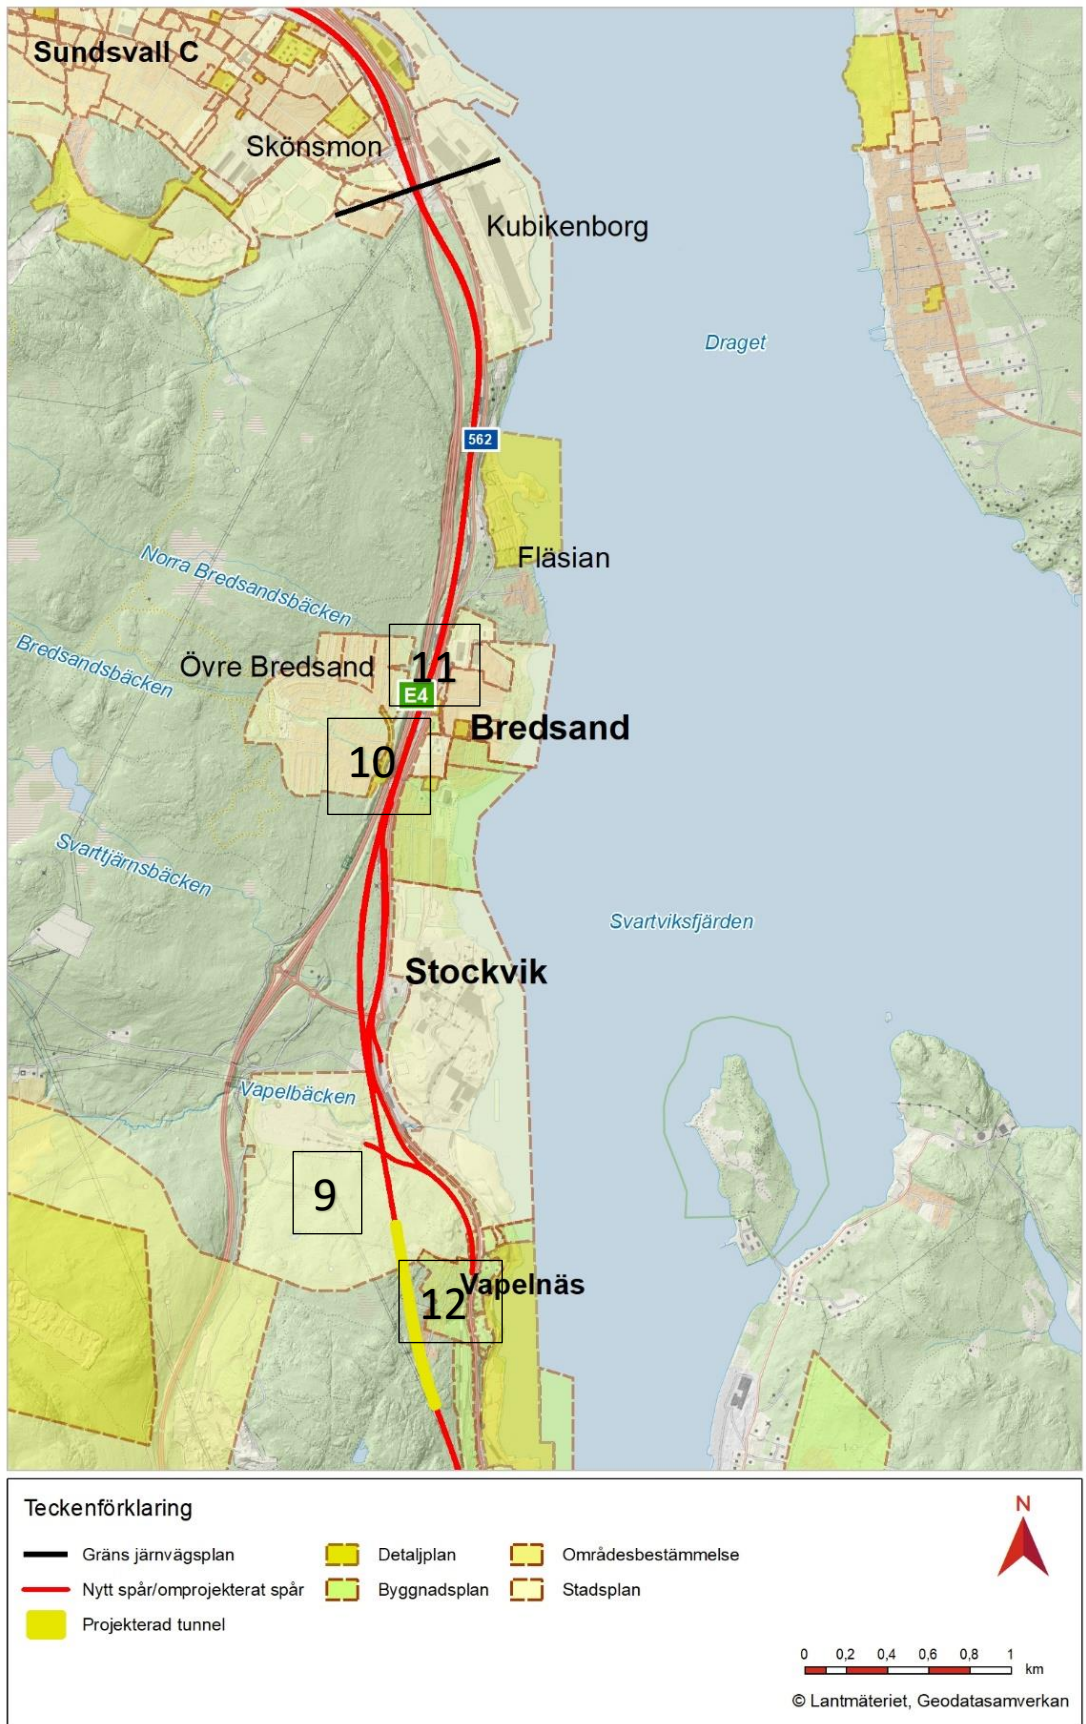 Sundsvall C
Skönsmon
Kubikenborg
Draget
562
Fläsian
Norra Bredsandsbäcken
Bredsandsbäcken
Övre Bredsand
11
E4
Bredsand
10
Svarttjärnsbäcken
Svartviksfjärden
Stockvik
Vapelbäcken
9
Vapelnäs
12
Teckenförklaring
N
Gräns järnvägsplan
Detaljplan
Områdesbestämmelse
Nytt spår/omprojekterat spår
Byggnadsplan
Stadsplan
Projekterad tunnel
0 0,2 0,4 0,6 0,8 1
km
© Lantmäteriet, Geodatasamverkan